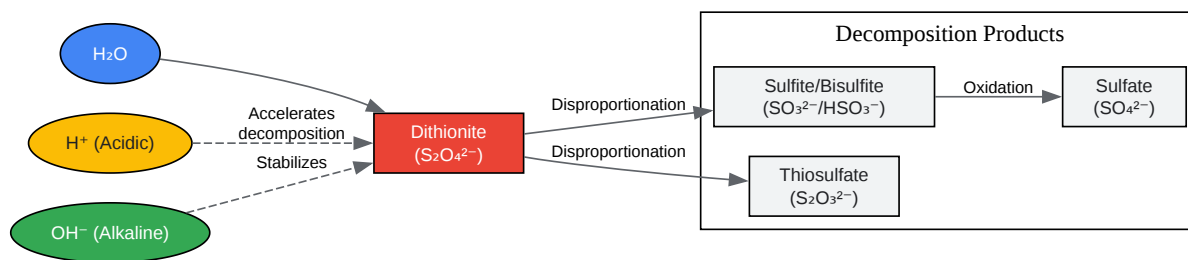 H₂O
H⁺ (Acidic)
OH⁻ (Alkaline)
Accelerates
decomposition
Stabilizes
Dithionite
(S₂O₄²⁻)
Disproportionation
Disproportionation
Decomposition Products
Sulfite/Bisulfite
(SO₃²⁻/HSO₃⁻)
Oxidation
Sulfate
(SO₄²⁻)
Thiosulfate
(S₂O₃²⁻)